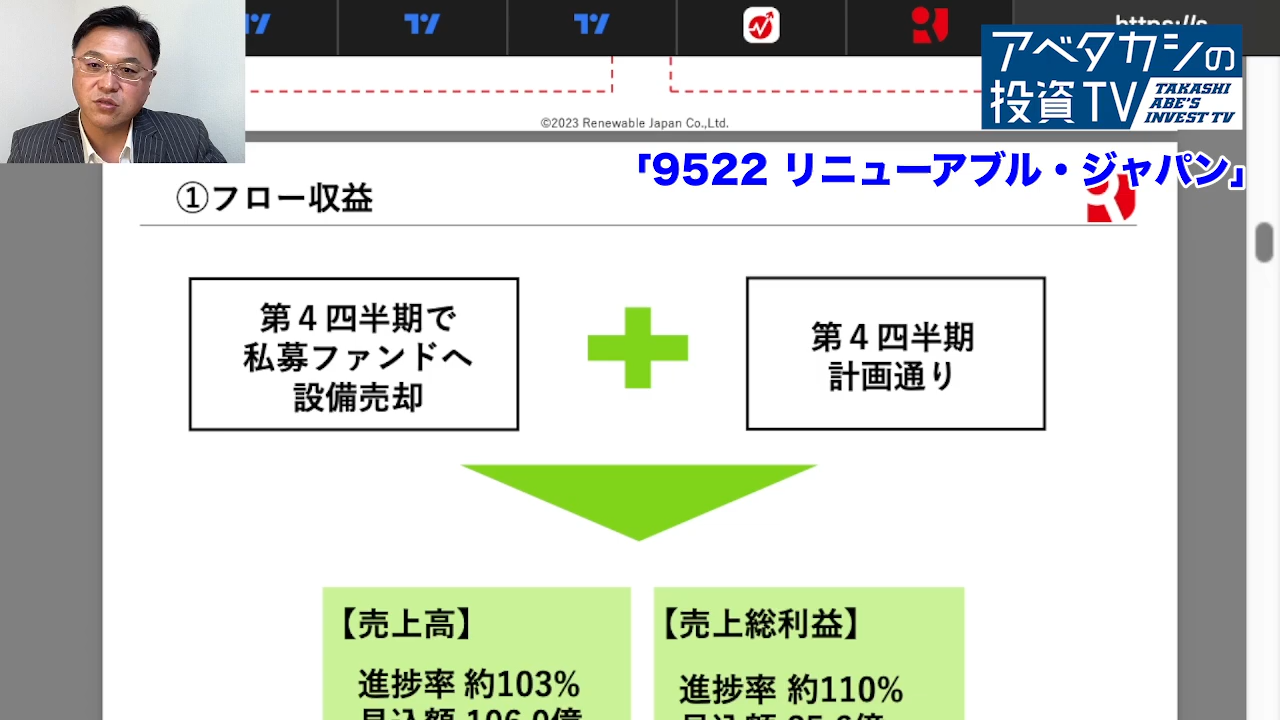 https://s
アベタカシの
投資TV
TAKASHI
ABE'S
INVEST TV
©2023 Renewable Japan Co.,Ltd.
「9522 リニューアブル・ジャパン」
①フロー収益
第４四半期で
私募ファンドへ
設備売却
第４四半期
計画通り
【売上高】
進捗率 約103%
【売上総利益】
進捗率 約110%